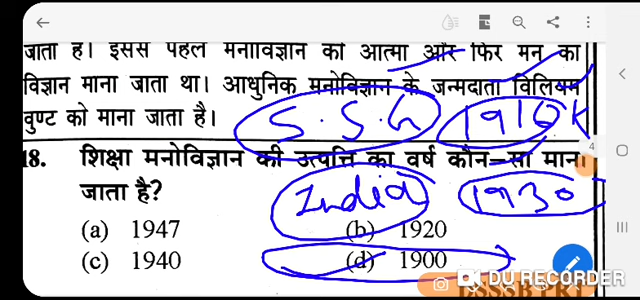 जाता है। इससे पहले मनोविज्ञान को आत्मा और फिर मन का
विज्ञान माना जाता था। आधुनिक मनोविज्ञान के जन्मदाता विलियम
वुण्ट को माना जाता है।
S.S.G 1916 K
4
18. शिक्षा मनोविज्ञान की उत्पत्ति का वर्ष कौन-सा माना
जाता है?
India 1930
(a) 1947 (b) 1920
(c) 1940 (d) 1900
DU RECORDER